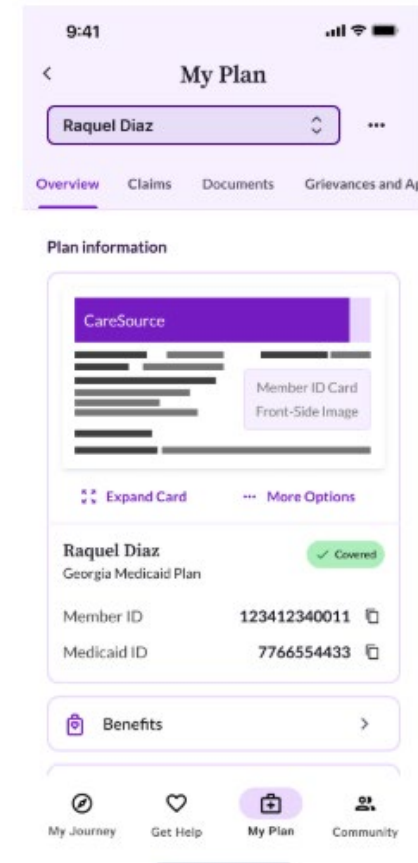 9:41
My Plan
Raquel Diaz
Overview Claims Documents Grievances and Ap
Plan information
CareSource
Member ID Card
Front-Side Image
Expand Card ··· More Options
Raquel Diaz
Georgia Medicaid Plan
✓ Covered
Member ID 123412340011
Medicaid ID 7766554433
Benefits
My Journey Get Help My Plan Community